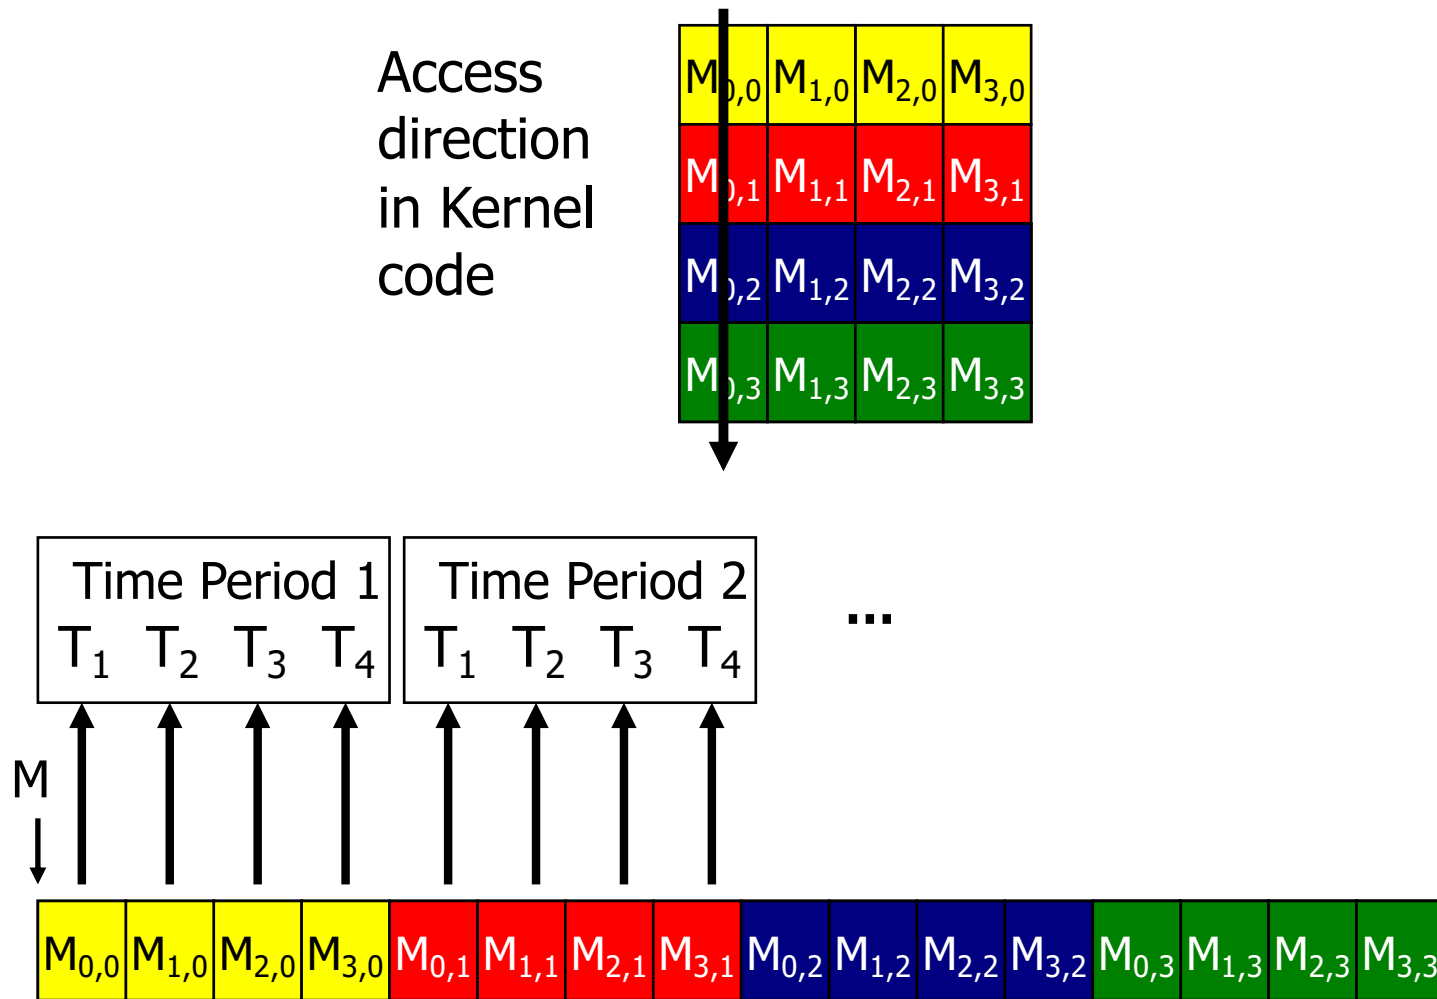 Access
direction
in Kernel
code
M0,0 M1,0 M2,0 M3,0
M0,1 M1,1 M2,1 M3,1
M0,2 M1,2 M2,2 M3,2
M0,3 M1,3 M2,3 M3,3
Time Period 1 Time Period 2
T1 T2 T3 T4 T1 T2 T3 T4 ...
M
M0,0 M1,0 M2,0 M3,0 M0,1 M1,1 M2,1 M3,1 M0,2 M1,2 M2,2 M3,2 M0,3 M1,3 M2,3 M3,3